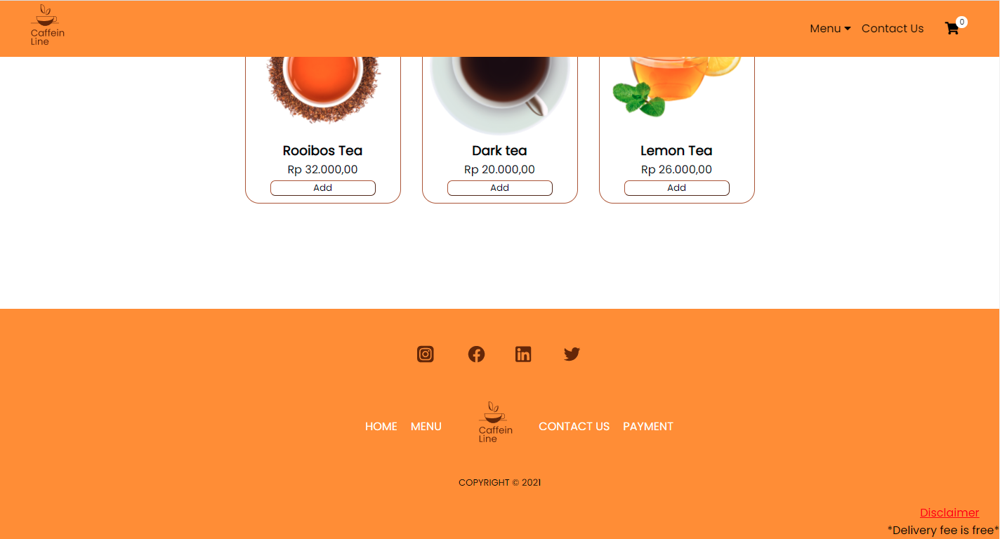 Caffein
Line
Menu Contact Us 0
Rooibos Tea Dark tea Lemon Tea
Rp 32.000,00 Rp 20.000,00 Rp 26.000,00
Add Add Add
HOME MENU Caffein Line CONTACT US PAYMENT
COPYRIGHT © 2021
Disclaimer
*Delivery fee is free*